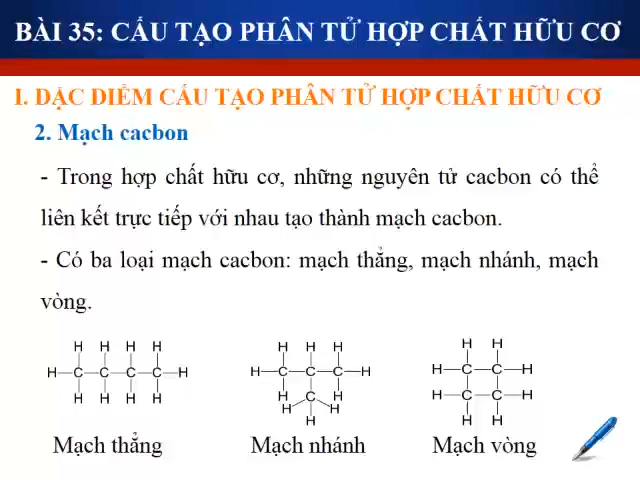 BÀI 35: CẤU TẠO PHÂN TỬ HỢP CHẤT HỮU CƠ
I. ĐẶC ĐIỂM CẤU TẠO PHÂN TỬ HỢP CHẤT HỮU CƠ
2. Mạch cacbon
- Trong hợp chất hữu cơ, những nguyên tử cacbon có thể
liên kết trực tiếp với nhau tạo thành mạch cacbon.
- Có ba loại mạch cacbon: mạch thẳng, mạch nhánh, mạch
vòng.
H H H H
H C C C C H
H H H H
H H H
H C C C H
H C H
H H
H
H H
H C C H
H C C H
H H
Mạch thẳng
Mạch nhánh
Mạch vòng